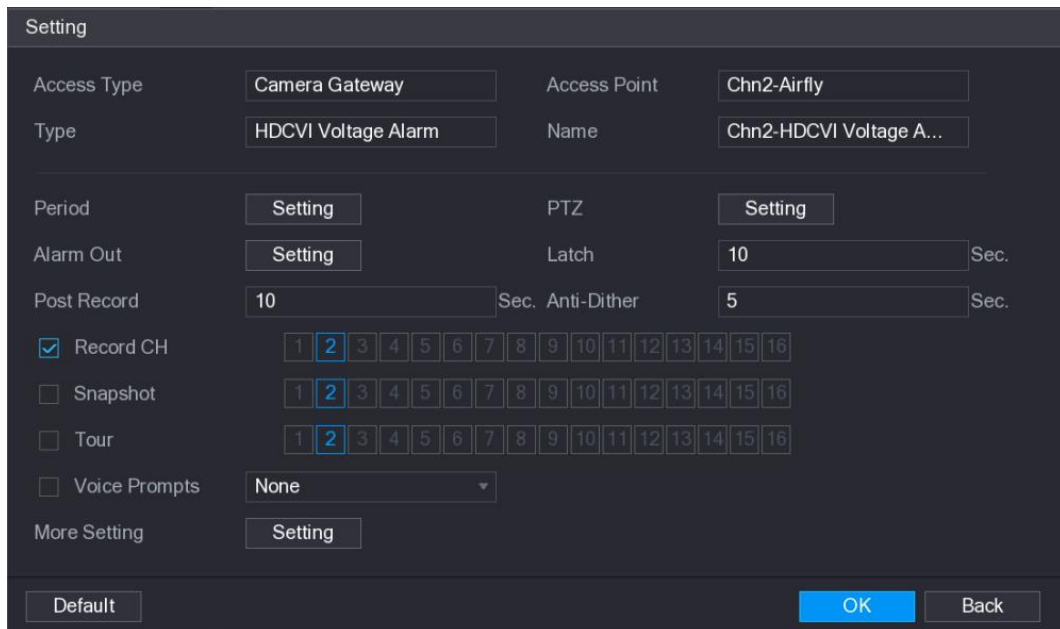 Setting
Access Type Camera Gateway Access Point Chn2-Airfly
Type HDCVI Voltage Alarm Name Chn2-HDCVI Voltage A...
Period Setting PTZ Setting
Alarm Out Setting Latch 10 Sec.
Post Record 10 Sec. Anti-Dither 5 Sec.
Record CH 1 2 3 4 5 6 7 8 9 10 11 12 13 14 15 16
Snapshot 1 2 3 4 5 6 7 8 9 10 11 12 13 14 15 16
Tour 1 2 3 4 5 6 7 8 9 10 11 12 13 14 15 16
Voice Prompts None
More Setting Setting
Default OK Back